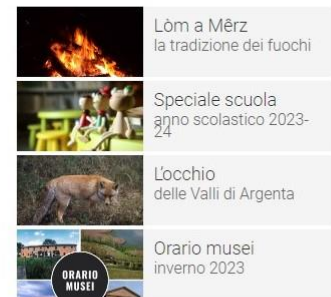 Lòm a Mêrz
la tradizione dei fuochi
Speciale scuola
anno scolastico 2023-
24
L'occhio
delle Valli di Argenta
ORARIO
MUSEI
Orario musei
inverno 2023